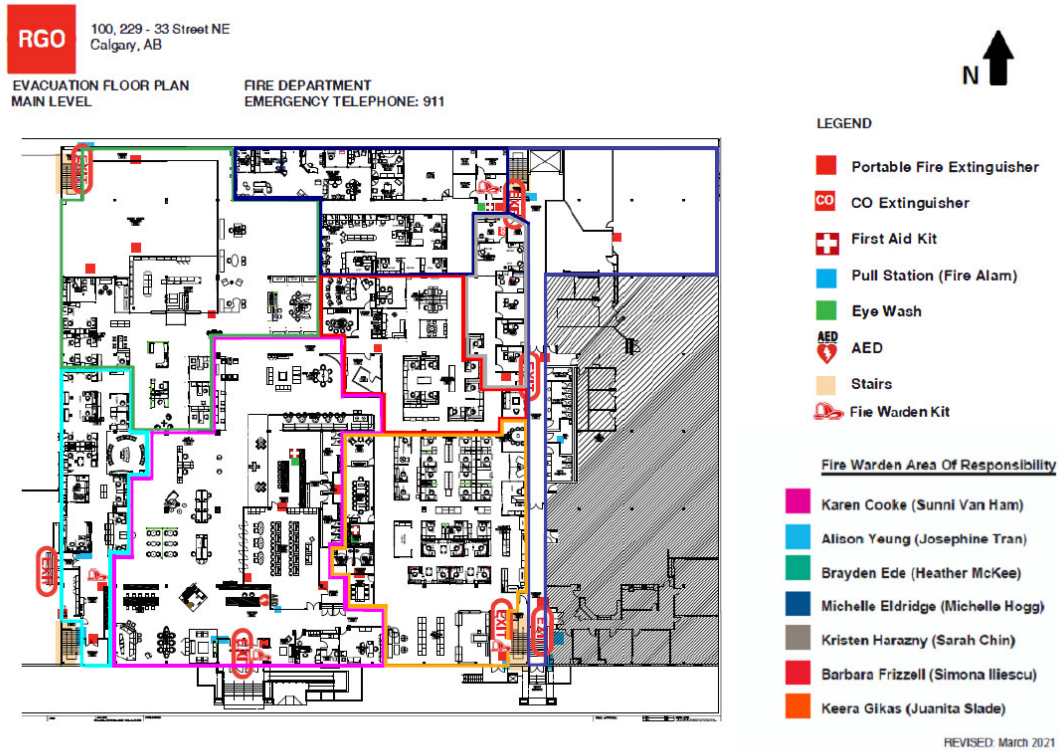 RGO
100, 229 - 33 Street NE
Calgary, AB
EVACUATION FLOOR PLAN
MAIN LEVEL
FIRE DEPARTMENT
EMERGENCY TELEPHONE: 911
N
LEGEND
Portable Fire Extinguisher
CO
CO Extinguisher
First Aid Kit
Pull Station (Fire Alam)
Eye Wash
AED
AED
Stairs
Fire Warden Kit
Fire Warden Area Of Responsibility
Karen Cooke (Sunni Van Ham)
Alison Yeung (Josephine Tran)
Brayden Ede (Heather McKee)
Michelle Eldridge (Michelle Hogg)
Kristen Harazny (Sarah Chin)
Barbara Frizzell (Simona Iliescu)
Keera Gikas (Juanita Slade)
EXIT
EXIT
EXIT
EXIT
EXIT
EXIT
EXIT
AED
REVISED: March 2021